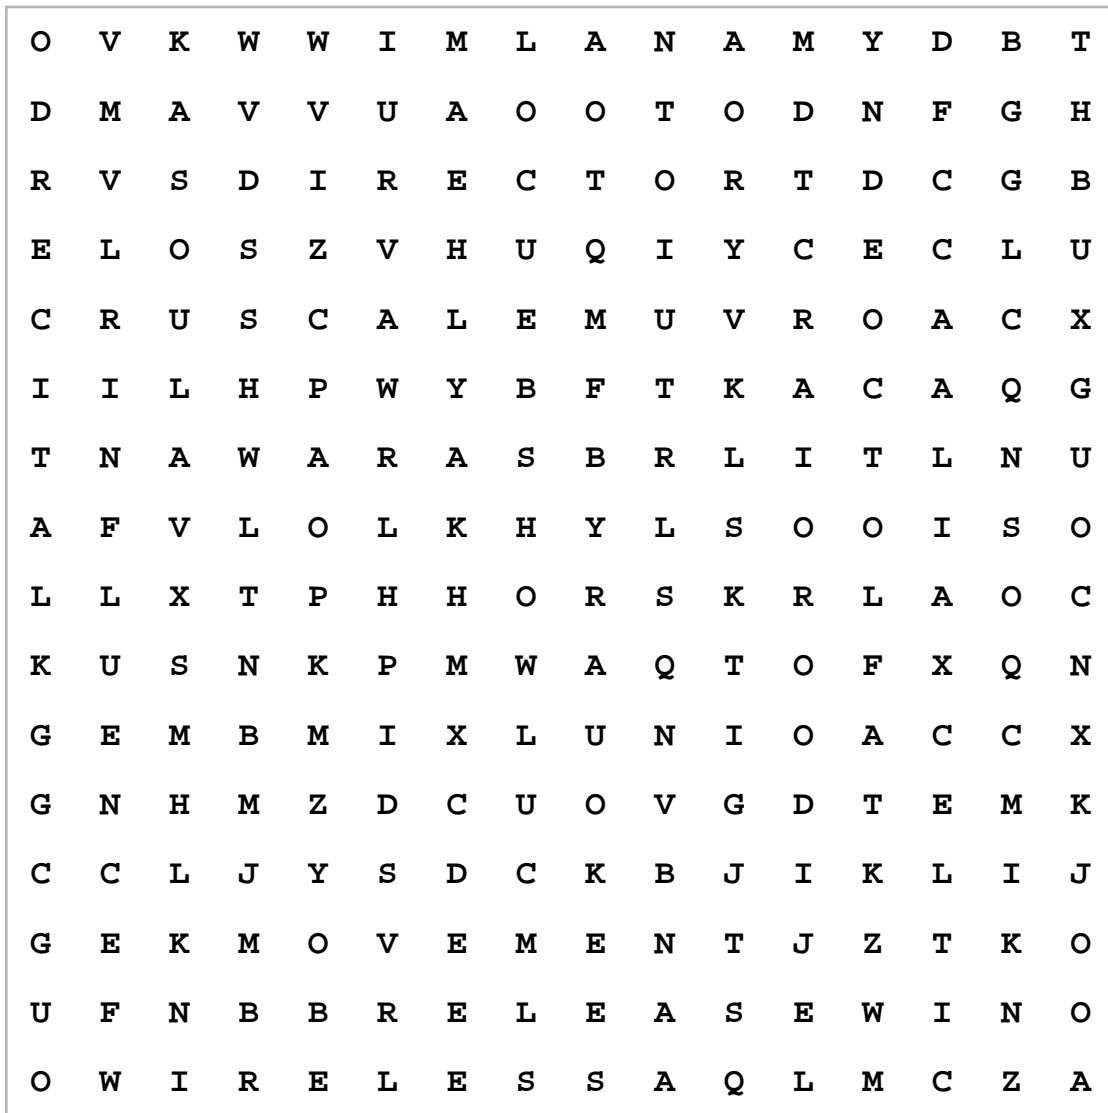 O V K W W I M L A N A M Y D B T
D M A V V U A O O T O D N F G H
R V S D I R E C T O R T D C G B
E L O S Z V H U Q I Y C E C L U
C R U S C A L E M U V R O A C X
I I L H P W Y B F T K A C A Q G
T N A W A R A S B R L I T L N U
A F V L O L K H Y L S O O I S O
L L X T P H H O R S K R L A O C
K U S N K P M W A Q T O F X Q N
G E M B M I X L U N I O A C C X
G N H M Z D C U O V G D T E M K
C C L J Y S D C K B J I K L I J
G E K M O V E M E N T J Z T K O
U F N B B R E L E A S E W I N O
O W I R E L E S S A Q L M C Z A